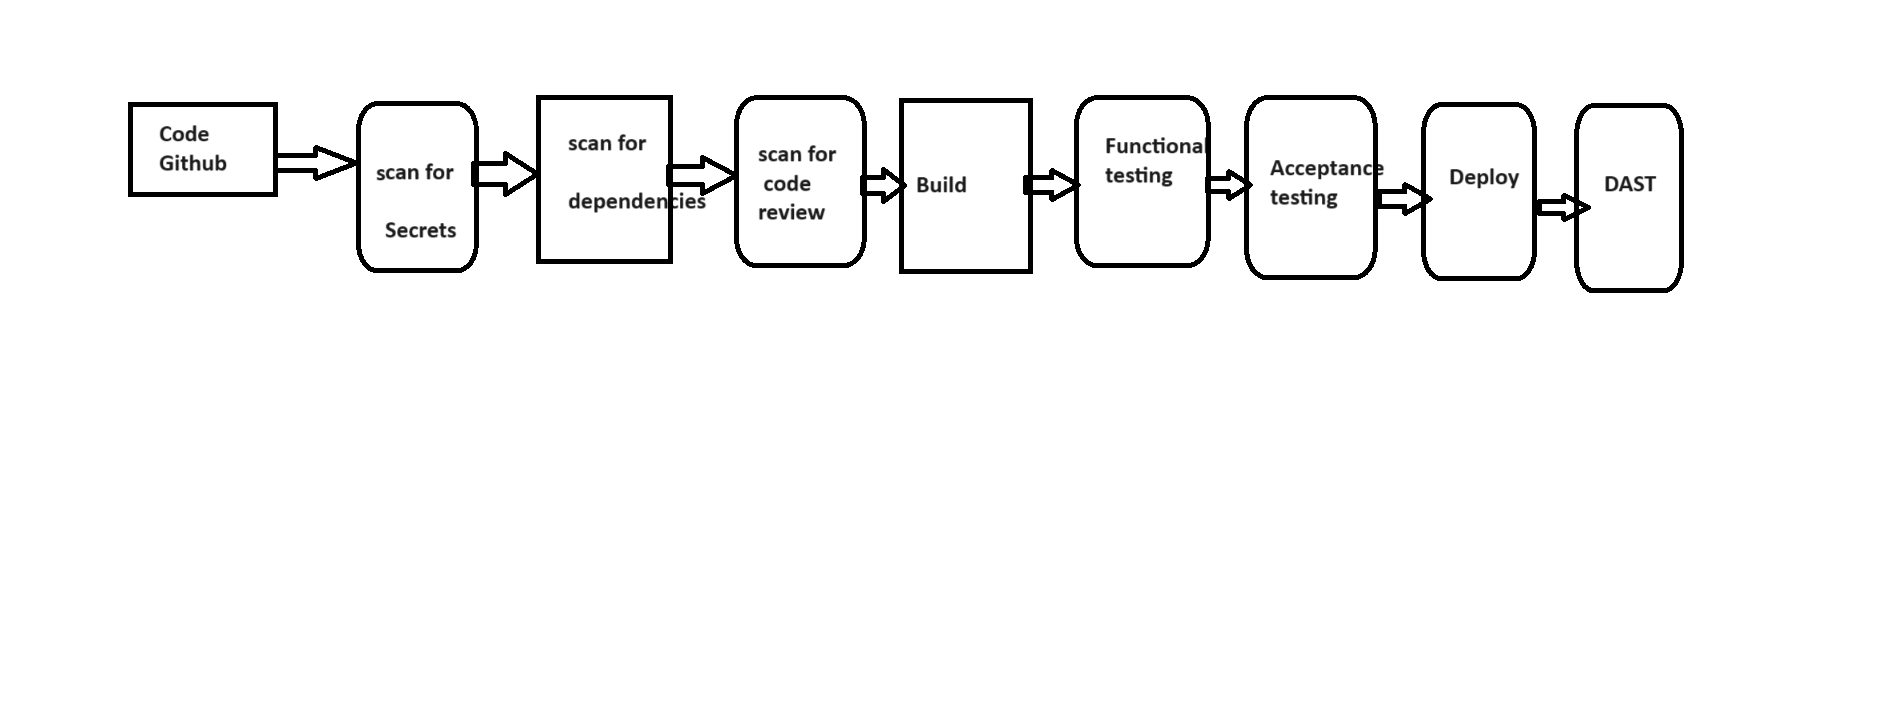 Code
Github
scan for
Secrets
scan for
dependencies
scan for
code
review
Build
Functional
testing
Acceptance
testing
Deploy
DAST